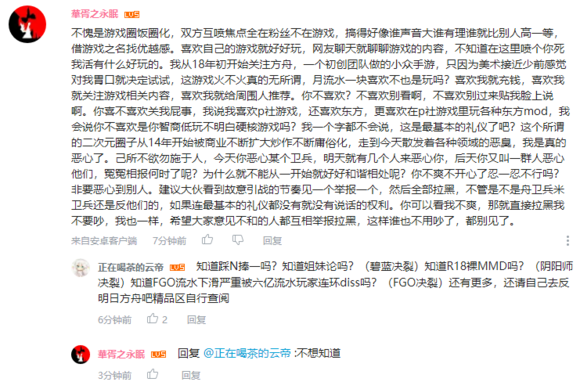 華胥之永眠 LV5
不愧是游戏圈饭圈化，双方互喷焦点全在粉丝不在游戏，搞得好像谁声音大谁有理谁就比别人高一等，
借游戏之名找优越感。喜欢自己的游戏就好好玩，网友聊天就聊聊游戏的内容，不知道在这里喷个你死
我活有什么好玩的。我从18年初开始关注方舟，一个初创团队做的小众手游，只因为美术接近少前感觉
对我胃口就决定试试，这游戏火不火真的无所谓，月流水一块喜欢不也是玩吗？喜欢我就充钱，喜欢我
就关注游戏相关内容，喜欢我就给周围人推荐。你不喜欢？不喜欢别看啊，不喜欢别过来贴我脸上说
啊。你喜不喜欢关我屁事，我说我喜欢p社游戏，还喜欢东方，更喜欢在p社游戏里玩各种东方mod，我
会说你不喜欢是你智商低玩不明白硬核游戏吗？我一个字都不会说，这是最基本的礼仪了吧？这个所谓
的二次元圈子从14年开始被商业不断扩大炒作不断庸俗化，走到今天散发着各种领域的恶臭，我是真的
恶心了。己所不欲勿施于人，今天你恶心某个卫兵，明天就有几个人来恶心你，后天你又叫一群人恶心
他们，冤冤相报何时了呢？为什么就不能从一开始就好好和谐相处呢？你不爽不开心了忍一忍不行吗？
非要恶心到别人。建议大伙看到故意引战的节奏见一个举报一个，然后全部拉黑，不管是不是舟卫兵米
卫兵还是反他们的，如果连最基本的礼仪都没有就没有说话的权利。你可以看我不爽，那就直接拉黑我
不要吵，我也一样，希望大家意见不和的人都互相举报拉黑，这样谁也不用吵了，都别见了。
来自安卓客户端 7分钟前 回复
正在喝茶的云帝 LV5 知道踩N捧一吗？知道姐妹论吗？（碧蓝决裂）知道R18裸MMD吗？（阴阳师
决裂）知道FGO流水下滑严重被六亿流水玩家连环diss吗？（FGO决裂）还有更多，还请自己去反
明日方舟吧精品区自行查阅
6分钟前 2 回复
華胥之永眠 LV5 回复 @正在喝茶的云帝 :不想知道
3分钟前 回复